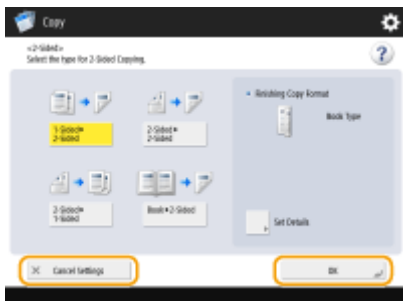 Copy
<2-Sided>
Select the type for 2-Sided Copying.
1-Sided▶
2-Sided
2-Sided▶
2-Sided
2-Sided▶
1-Sided
Book▶2-Sided
Finishing Copy Format
Book Type
Set Details
Cancel Settings
OK